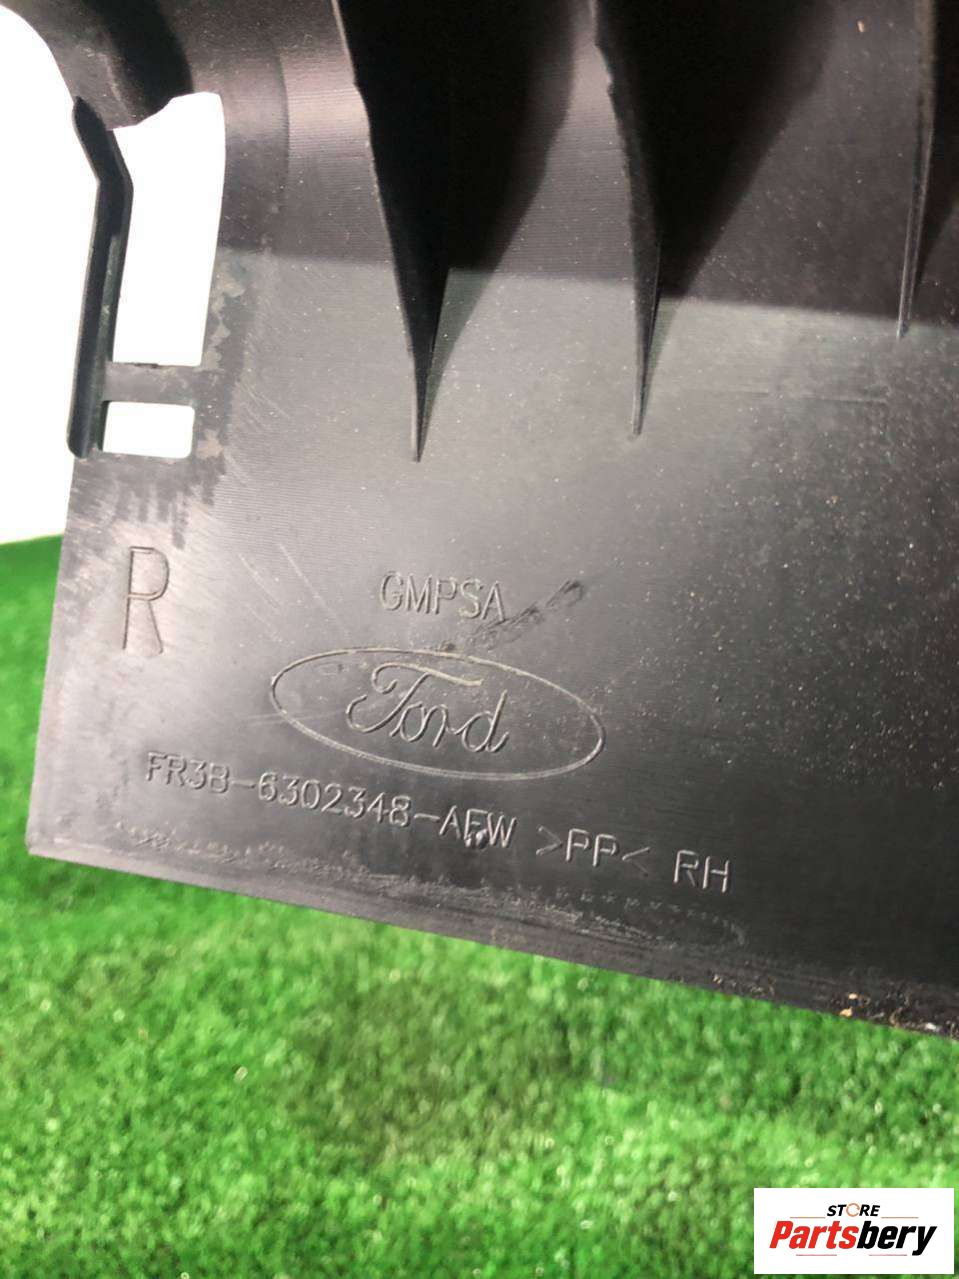 R
GMPSA
Ford
FR3B-6302348-AFW >PP< RH
STORE
Partsbery